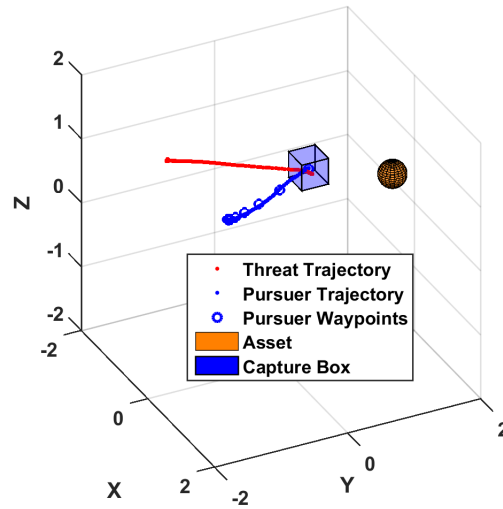 2
1
0
-1
-2
Z
Threat Trajectory
Pursuer Trajectory
Pursuer Waypoints
Asset
Capture Box
-2
0
2
X
-2
0
2
Y